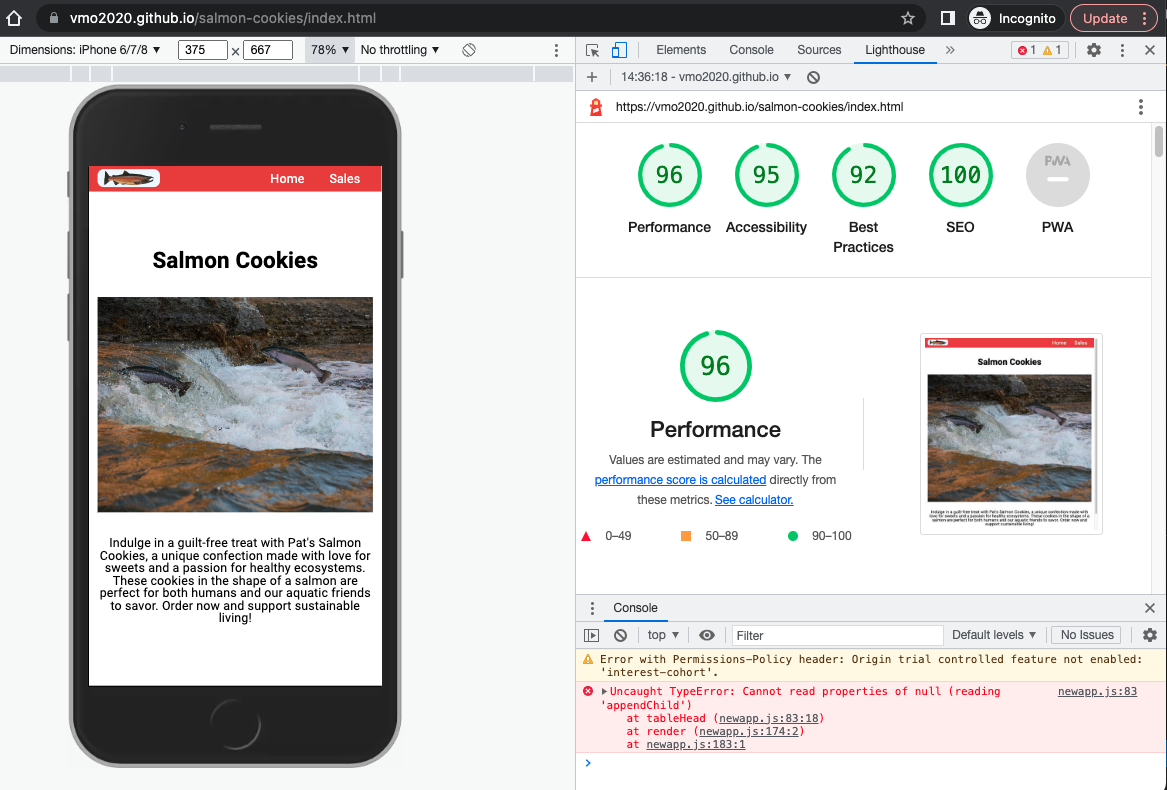 vmo2020.github.io/salmon-cookies/index.html
Incognito
Update
Dimensions: iPhone 6/7/8 ▼
375 × 667
78% ▼
No throttling ▼
Elements Console Sources Lighthouse »
1 1
14:36:18 - vmo2020.github.io ▼
https://vmo2020.github.io/salmon-cookies/index.html
Home Sales
Salmon Cookies
Indulge in a guilt-free treat with Pat's Salmon
Cookies, a unique confection made with love for
sweets and a passion for healthy ecosystems.
These cookies in the shape of a salmon are
perfect for both humans and our aquatic friends
to savor. Order now and support sustainable
living!
96 95 92 100 PWA
Performance Accessibility Best SEO PWA
Practices
96
Performance
Values are estimated and may vary. The
performance score is calculated directly from
these metrics. See calculator.
0–49 50–89 90–100
Home Sales
Salmon Cookies
Indulge in a guilt-free treat with Pat's Salmon Cookies, a unique confection made with
love for sweets and a passion for healthy ecosystems. These cookies in the shape of a
salmon are perfect for both humans and our aquatic friends to savor. Order now and
support sustainable living!
Console
top ▼
Filter
Default levels ▼
No Issues
Error with Permissions-Policy header: Origin trial controlled feature not enabled:
'interest-cohort'.
Uncaught TypeError: Cannot read properties of null (reading newapp.js:83
'appendChild')
at tableHead (newapp.js:83:18)
at render (newapp.js:174:2)
at newapp.js:183:1